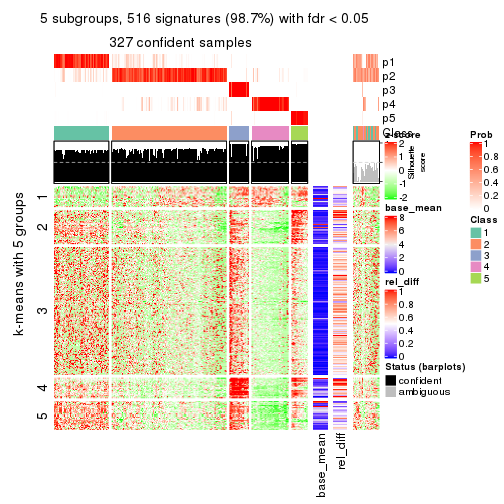 5 subgroups, 516 signatures (98.7%) with fdr < 0.05
327 confident samples
p1
p2
p3
p4
p5
Class
z-score
2
1
0
-1
-2
Silhouette
score
Prob
1
0.8
0.6
0.4
0.2
0
Class
1
2
3
4
5
base_mean
8
6
4
2
0
rel_diff
1
0.8
0.6
0.4
0.2
0
Status (barplots)
confident
ambiguous
k-means with 5 groups
1
2
3
4
5
base_mean
rel_diff